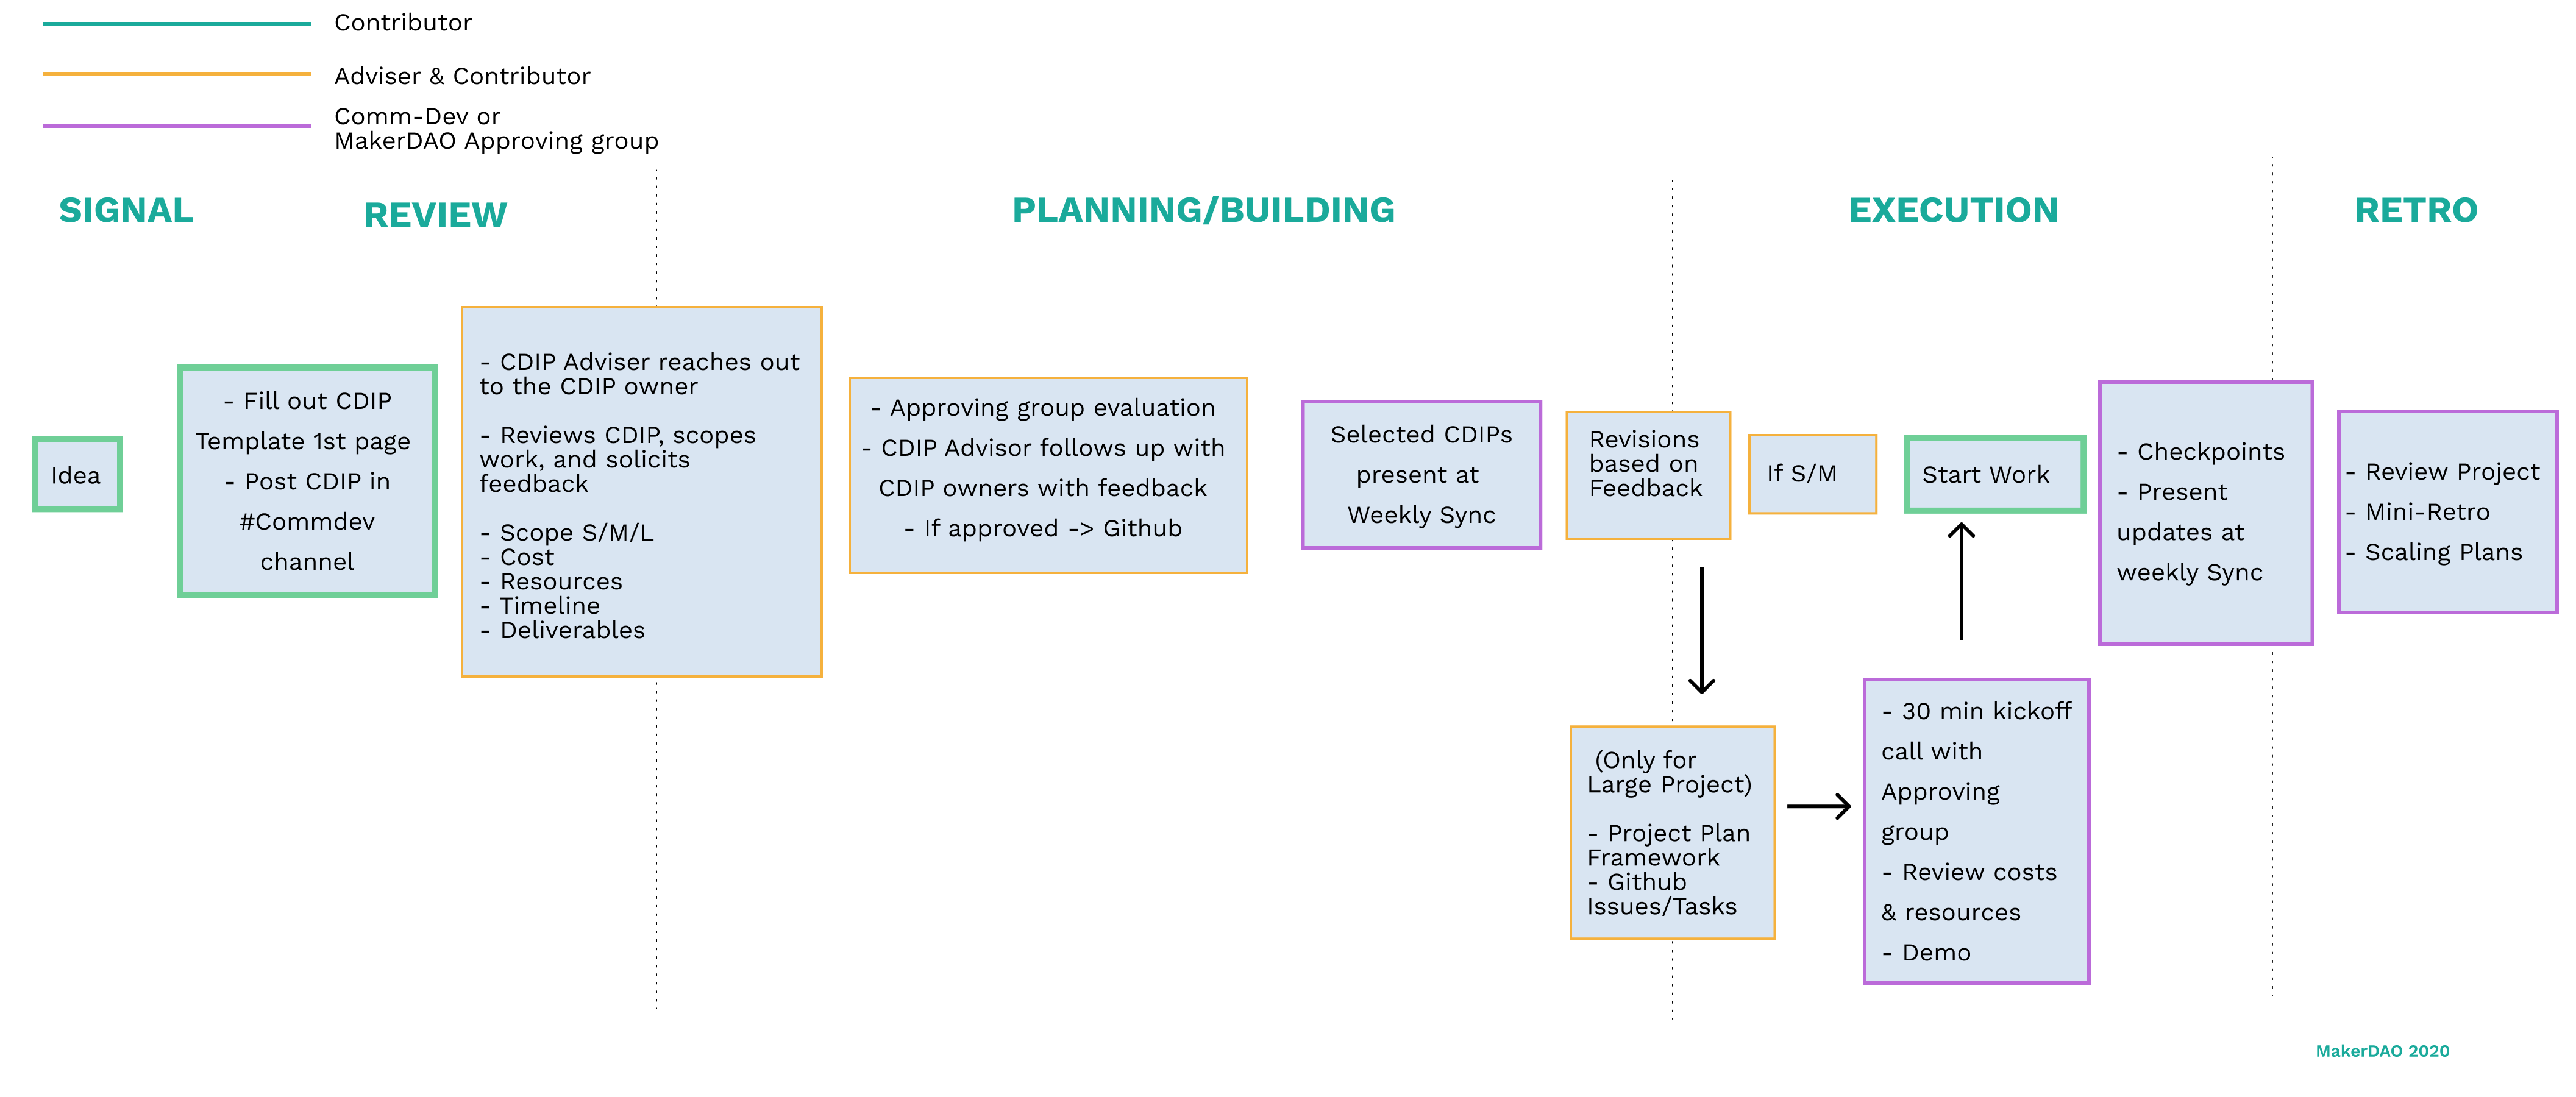 Contributor
Adviser & Contributor
Comm-Dev or
MakerDAO Approving group
SIGNAL
REVIEW
PLANNING/BUILDING
EXECUTION
RETRO
Idea
- Fill out CDIP
Template 1st page
- Post CDIP in
#Commdev
channel
- CDIP Adviser reaches out
to the CDIP owner
- Reviews CDIP, scopes
work, and solicits
feedback
- Scope S/M/L
- Cost
- Resources
- Timeline
- Deliverables
- Approving group evaluation
- CDIP Advisor follows up with
CDIP owners with feedback
- If approved -> Github
Selected CDIPs
present at
Weekly Sync
Revisions
based on
Feedback
If S/M
Start Work
- Checkpoints
- Present
updates at
weekly Sync
- Review Project
- Mini-Retro
- Scaling Plans
(Only for
Large Project)
- Project Plan
Framework
- Github
Issues/Tasks
- 30 min kickoff
call with
Approving
group
- Review costs
& resources
- Demo
MakerDAO 2020